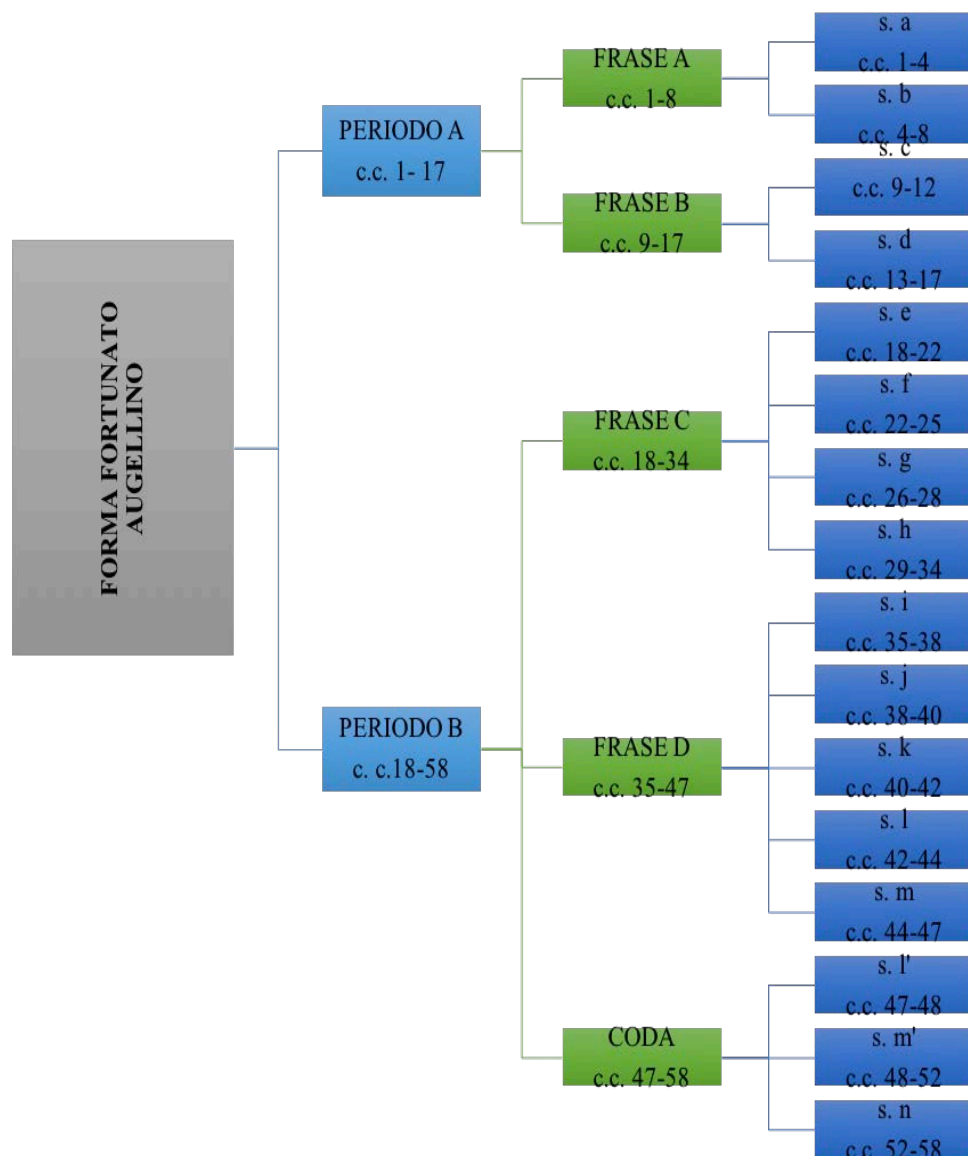 FORMA FORTUNATO
AUGELLINO
PERIODO A
c.c. 1- 17
FRASE A
c.c. 1-8
s. a
c.c. 1-4
s. b
c.c. 4-8
FRASE B
c.c. 9-17
s. c
c.c. 9-12
s. d
c.c. 13-17
PERIODO B
c. c.18-58
FRASE C
c.c. 18-34
s. e
c.c. 18-22
s. f
c.c. 22-25
s. g
c.c. 26-28
s. h
c.c. 29-34
FRASE D
c.c. 35-47
s. i
c.c. 35-38
s. j
c.c. 38-40
s. k
c.c. 40-42
s. l
c.c. 42-44
s. m
c.c. 44-47
CODA
c.c. 47-58
s. l'
c.c. 47-48
s. m'
c.c. 48-52
s. n
c.c. 52-58